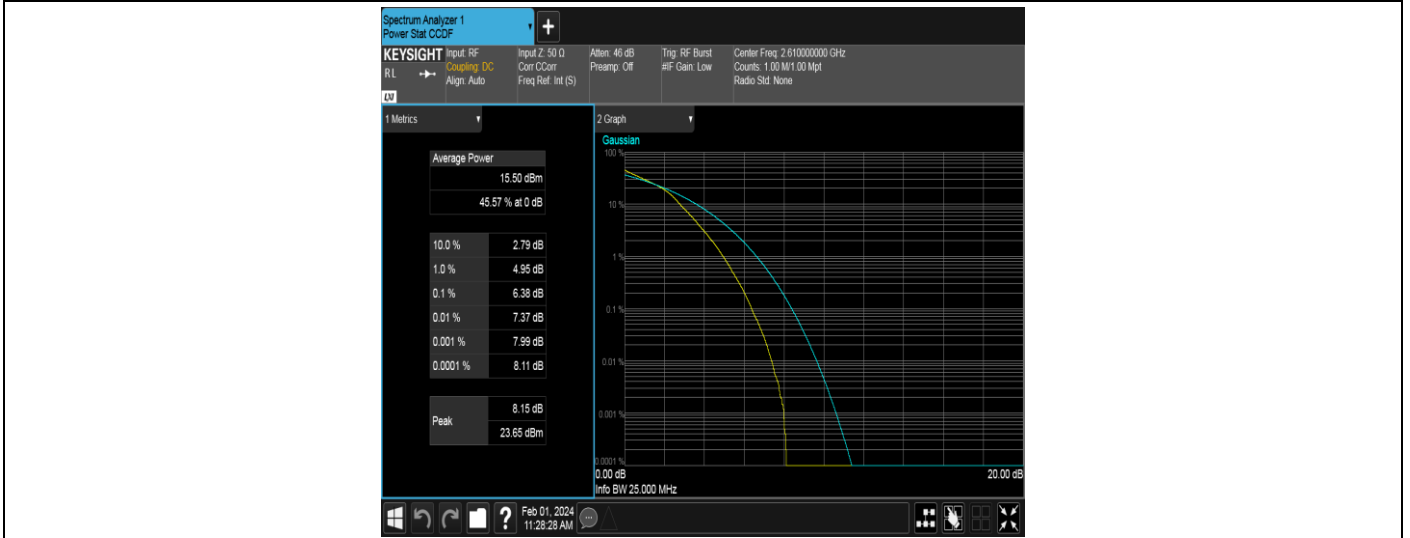 Spectrum Analyzer 1
Power Stat CCDF
+
KEYSIGHT
RL
LXI
Input: RF
Coupling: DC
Align: Auto
Input Z: 50 Ω
Corr CCorr
Freq Ref: Int (S)
Atten: 46 dB
Preamp: Off
Trig: RF Burst
#IF Gain: Low
Center Freq: 2.610000000 GHz
Counts: 1.00 M/1.00 Mpt
Radio Std: None
1 Metrics
Average Power
15.50 dBm
45.57 % at 0 dB
10.0 % 2.79 dB
1.0 % 4.95 dB
0.1 % 6.38 dB
0.01 % 7.37 dB
0.001 % 7.99 dB
0.0001 % 8.11 dB
Peak
8.15 dB
23.65 dBm
2 Graph
Gaussian
100 %
10 %
1 %
0.1 %
0.01 %
0.001 %
0.0001 %
0.00 dB 20.00 dB
Info BW 25.000 MHz
?
Feb 01, 2024
11:28:28 AM